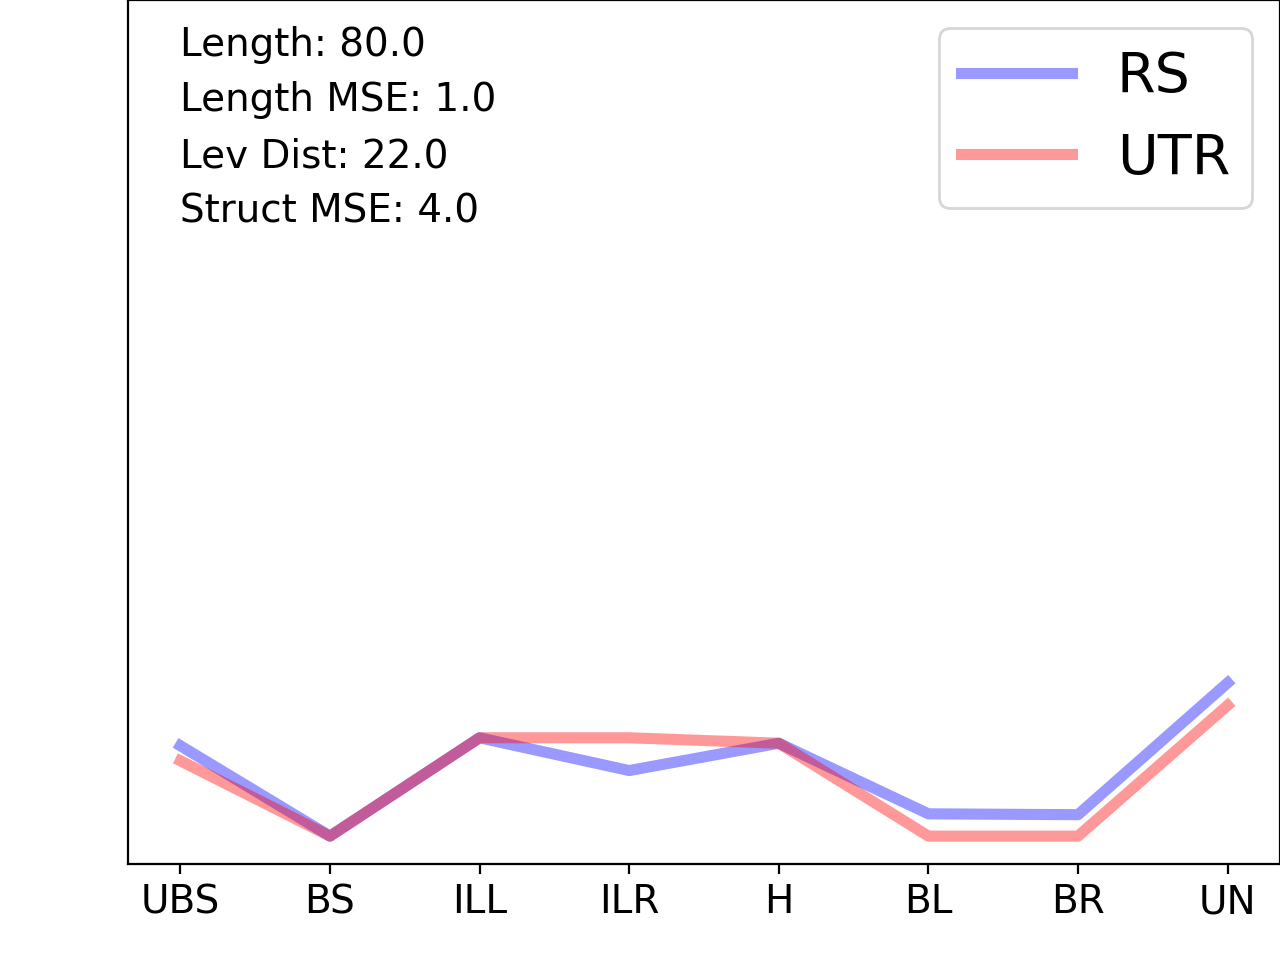 Length: 80.0
Length MSE: 1.0
Lev Dist: 22.0
Struct MSE: 4.0
RS
UTR
UBS BS ILL ILR H BL BR UN